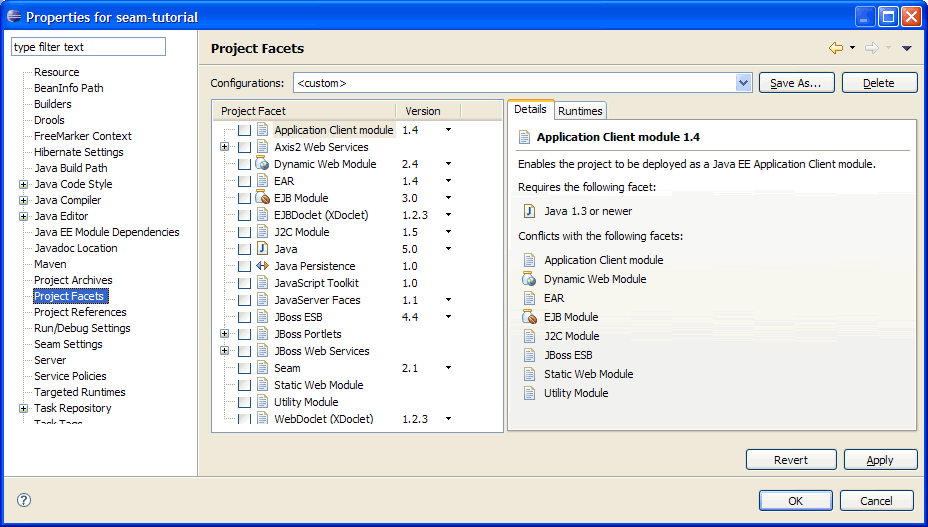 Properties for seam-tutorial
type filter text
Resource
BeanInfo Path
Builders
Drools
FreeMarker Context
Hibernate Settings
Java Build Path
Java Code Style
Java Compiler
Java Editor
Java EE Module Dependencies
Javadoc Location
Maven
Project Archives
Project Facets
Project References
Run/Debug Settings
Seam Settings
Server
Service Policies
Targeted Runtimes
Task Repository
Task Tags
Project Facets
Configurations: <custom> Save As... Delete
Project Facet Version
Application Client module 1.4
Axis2 Web Services
Dynamic Web Module 2.4
EAR 1.4
EJB Module 3.0
EJBDoclet (XDoclet) 1.2.3
J2C Module 1.5
Java 5.0
Java Persistence 1.0
JavaScript Toolkit 1.0
JavaServer Faces 1.1
JBoss ESB 4.4
JBoss Portlets
JBoss Web Services
Seam 2.1
Static Web Module
Utility Module
WebDoclet (XDoclet) 1.2.3
Details Runtimes
Application Client module 1.4
Enables the project to be deployed as a Java EE Application Client module.
Requires the following facet:
Java 1.3 or newer
Conflicts with the following facets:
Application Client module
Dynamic Web Module
EAR
EJB Module
J2C Module
JBoss ESB
Static Web Module
Utility Module
Revert Apply
OK Cancel